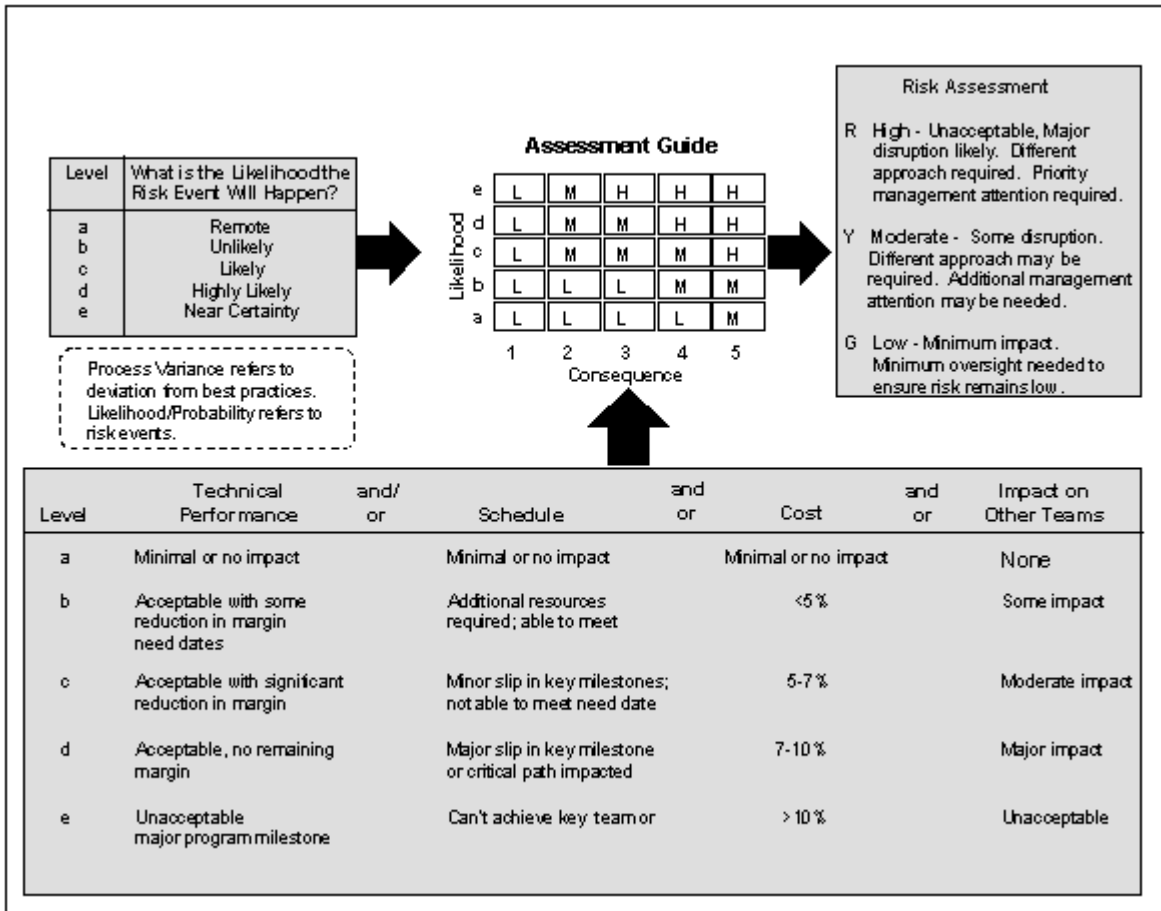 Level What is the Likelihood the
Risk Event Will Happen?
a Remote
b Unlikely
c Likely
d Highly Likely
e Near Certainty
Process Variance refers to
deviation from best practices.
Likelihood/Probability refers to
risk events.
Assessment Guide
Likelihood
e L M H H H
d L M M H H
c L M M M H
b L L L M M
a L L L L M
1 2 3 4 5
Consequence
Risk Assessment
R High - Unacceptable, Major
disruption likely. Different
approach required. Priority
management attention required.
Y Moderate - Some disruption.
Different approach may be
required. Additional management
attention may be needed.
G Low - Minimum impact.
Minimum oversight needed to
ensure risk remains low.
Technical and/ and and Impact on
Level Performance or Schedule or Cost or Other Teams
a Minimal or no impact Minimal or no impact Minimal or no impact None
b Acceptable with some Additional resources <5% Some impact
reduction in margin required; able to meet
need dates
c Acceptable with significant Minor slip in key milestones; 5-7% Moderate impact
reduction in margin not able to meet need date
d Acceptable, no remaining Major slip in key milestone 7-10% Major impact
margin or critical path impacted
e Unacceptable Can't achieve key team or >10% Unacceptable
major program milestone